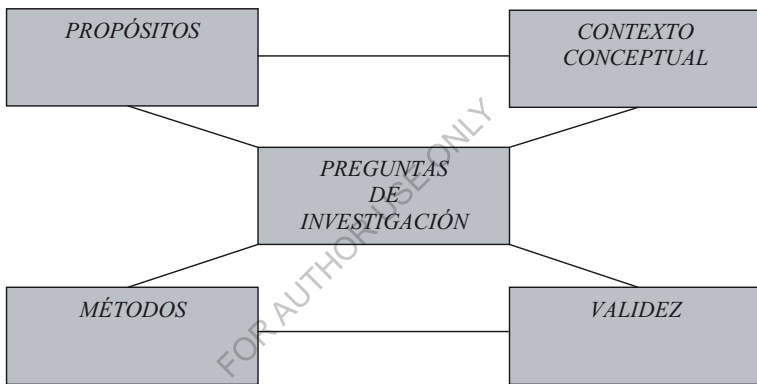 PROPÓSITOS
CONTEXTO
CONCEPTUAL
PREGUNTAS
DE
INVESTIGACIÓN
MÉTODOS
VALIDEZ
FOR AUTHOR USE ONLY